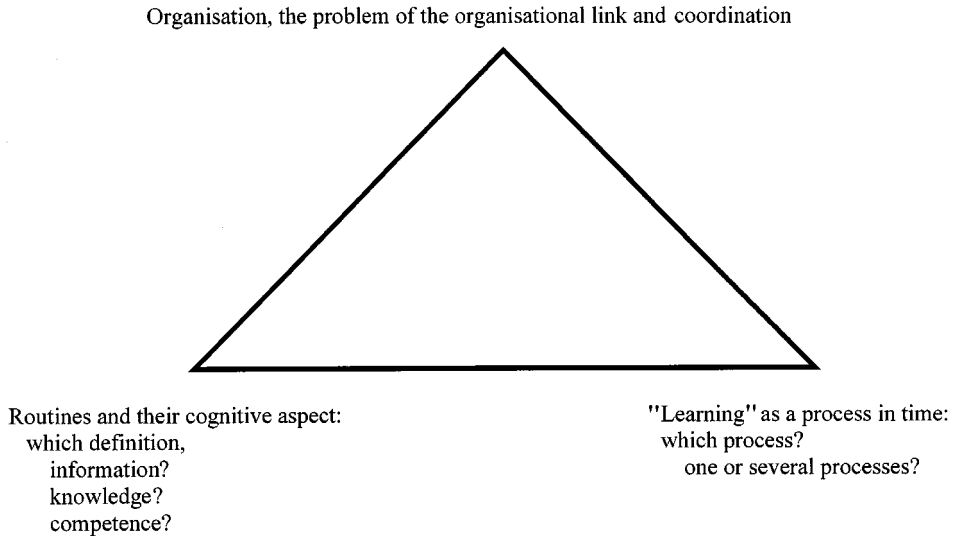 Organisation, the problem of the organisational link and coordination
Routines and their cognitive aspect:
which definition,
information?
knowledge?
competence?
"Learning" as a process in time:
which process?
one or several processes?